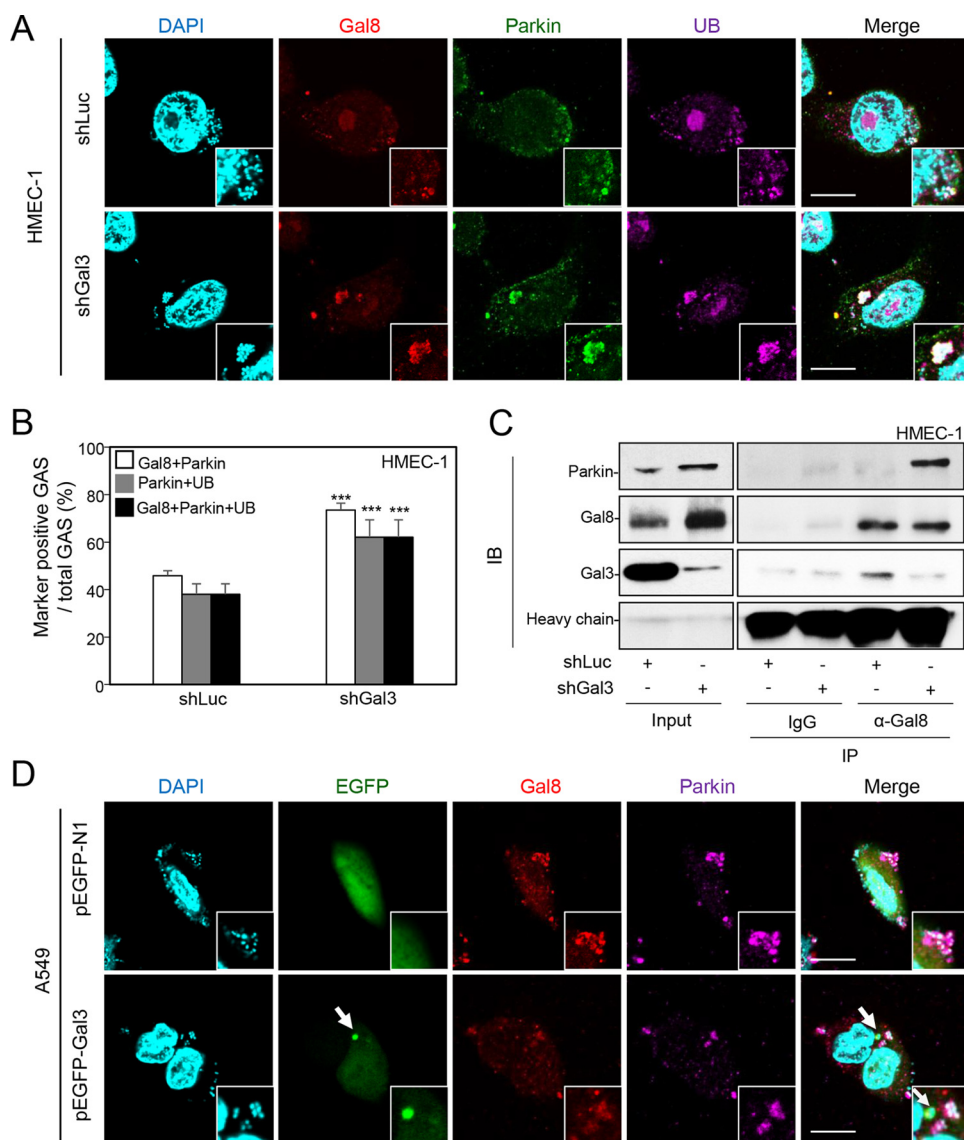 A
DAPI Gal8 Parkin UB Merge
HMEC-1
shLuc
shGal3
B
Marker positive GAS
/ total GAS (%)
100
80
60
40
20
0
Gal8+Parkin
Parkin+UB
Gal8+Parkin+UB
HMEC-1
***
***
***
shLuc shGal3
C
HMEC-1
IB
Parkin-
Gal8-
Gal3-
Heavy chain-
shLuc + - + - + -
shGal3 - + - + - +
Input IgG α-Gal8
IP
D
DAPI EGFP Gal8 Parkin Merge
A549
pEGFP-N1
pEGFP-Gal3